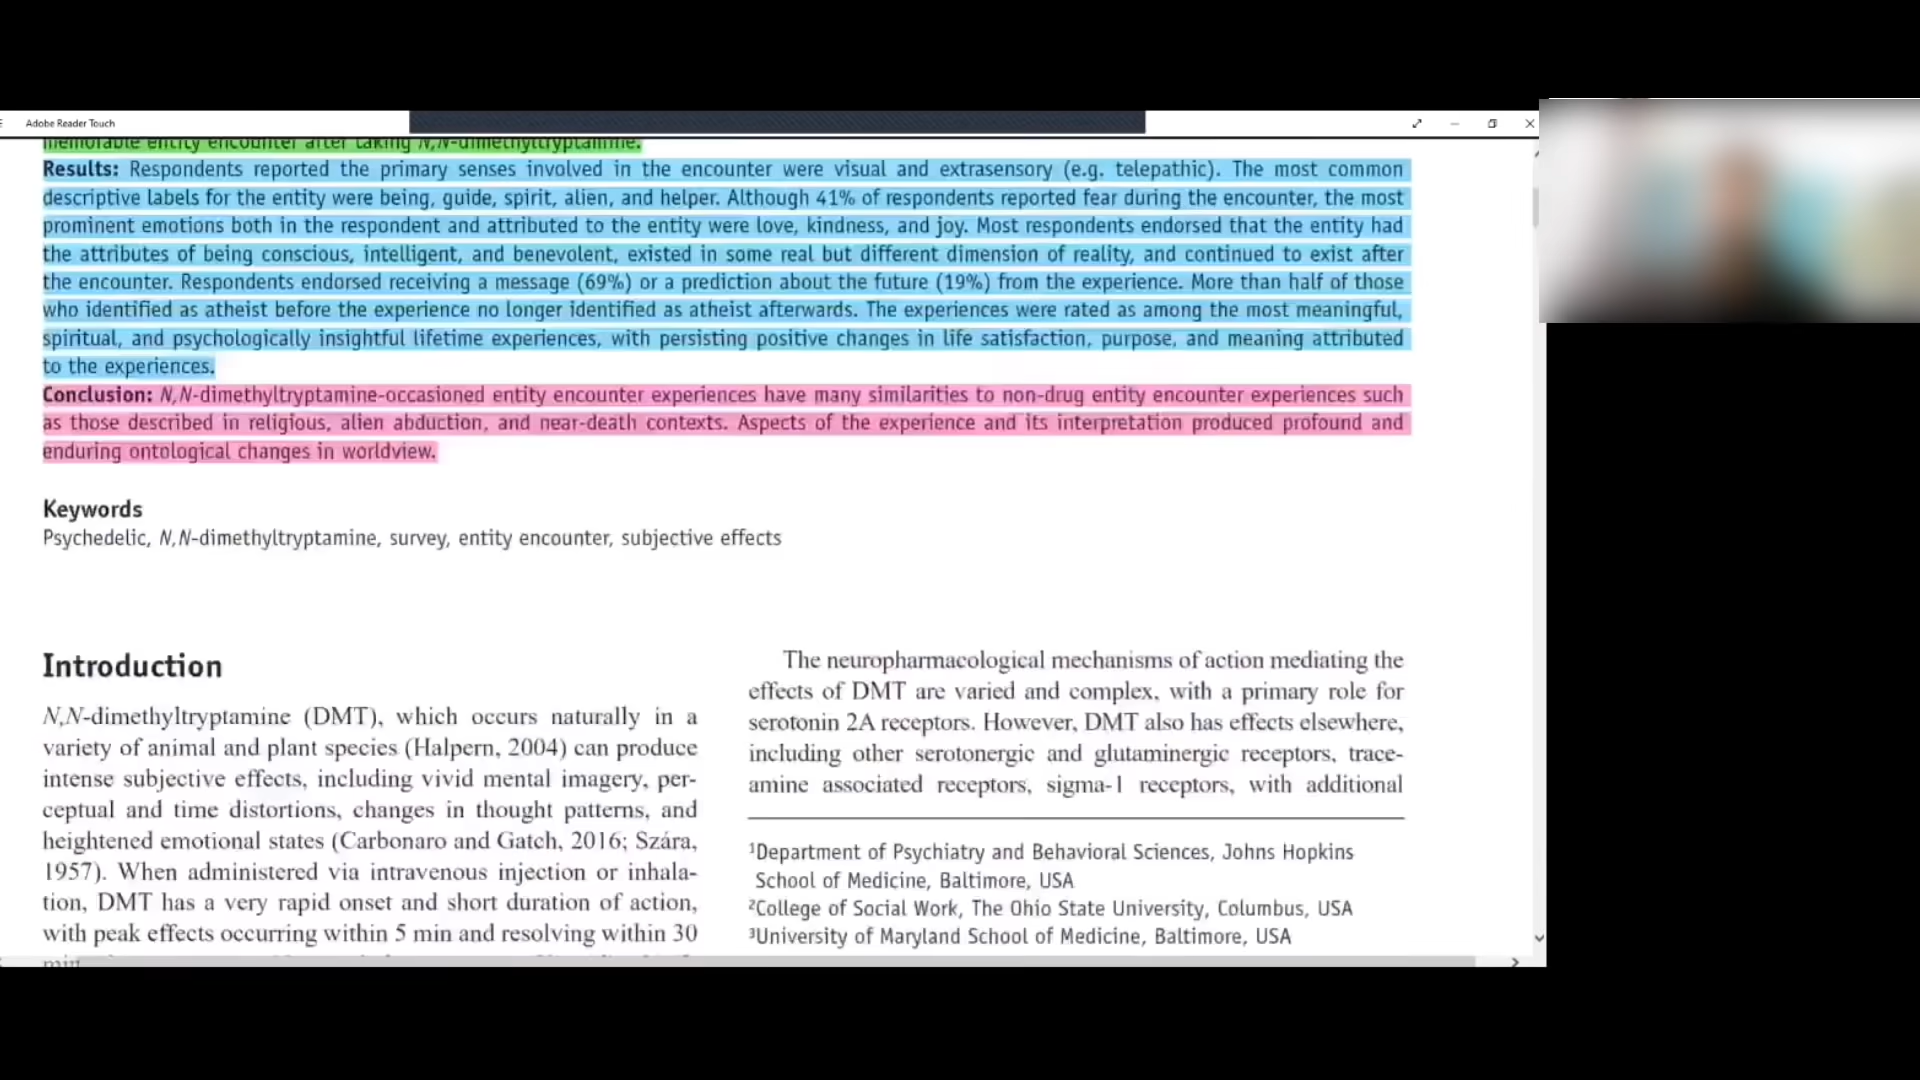 Adobe Reader Touch
memorable entity encounter after taking N,N-dimethyltryptamine.
Results: Respondents reported the primary senses involved in the encounter were visual and extrasensory (e.g. telepathic). The most common
descriptive labels for the entity were being, guide, spirit, alien, and helper. Although 41% of respondents reported fear during the encounter, the most
prominent emotions both in the respondent and attributed to the entity were love, kindness, and joy. Most respondents endorsed that the entity had
the attributes of being conscious, intelligent, and benevolent, existed in some real but different dimension of reality, and continued to exist after
the encounter. Respondents endorsed receiving a message (69%) or a prediction about the future (19%) from the experience. More than half of those
who identified as atheist before the experience no longer identified as atheist afterwards. The experiences were rated as among the most meaningful,
spiritual, and psychologically insightful lifetime experiences, with persisting positive changes in life satisfaction, purpose, and meaning attributed
to the experiences.
Conclusion: N,N-dimethyltryptamine-occasioned entity encounter experiences have many similarities to non-drug entity encounter experiences such
as those described in religious, alien abduction, and near-death contexts. Aspects of the experience and its interpretation produced profound and
enduring ontological changes in worldview.
Keywords
Psychedelic, N,N-dimethyltryptamine, survey, entity encounter, subjective effects
Introduction
N,N-dimethyltryptamine (DMT), which occurs naturally in a
variety of animal and plant species (Halpern, 2004) can produce
intense subjective effects, including vivid mental imagery, per-
ceptual and time distortions, changes in thought patterns, and
heightened emotional states (Carbonaro and Gatch, 2016; Szára,
1957). When administered via intravenous injection or inhala-
tion, DMT has a very rapid onset and short duration of action,
with peak effects occurring within 5 min and resolving within 30
The neuropharmacological mechanisms of action mediating the
effects of DMT are varied and complex, with a primary role for
serotonin 2A receptors. However, DMT also has effects elsewhere,
including other serotonergic and glutaminergic receptors, trace-
amine associated receptors, sigma-1 receptors, with additional
1Department of Psychiatry and Behavioral Sciences, Johns Hopkins
School of Medicine, Baltimore, USA
2College of Social Work, The Ohio State University, Columbus, USA
3University of Maryland School of Medicine, Baltimore, USA